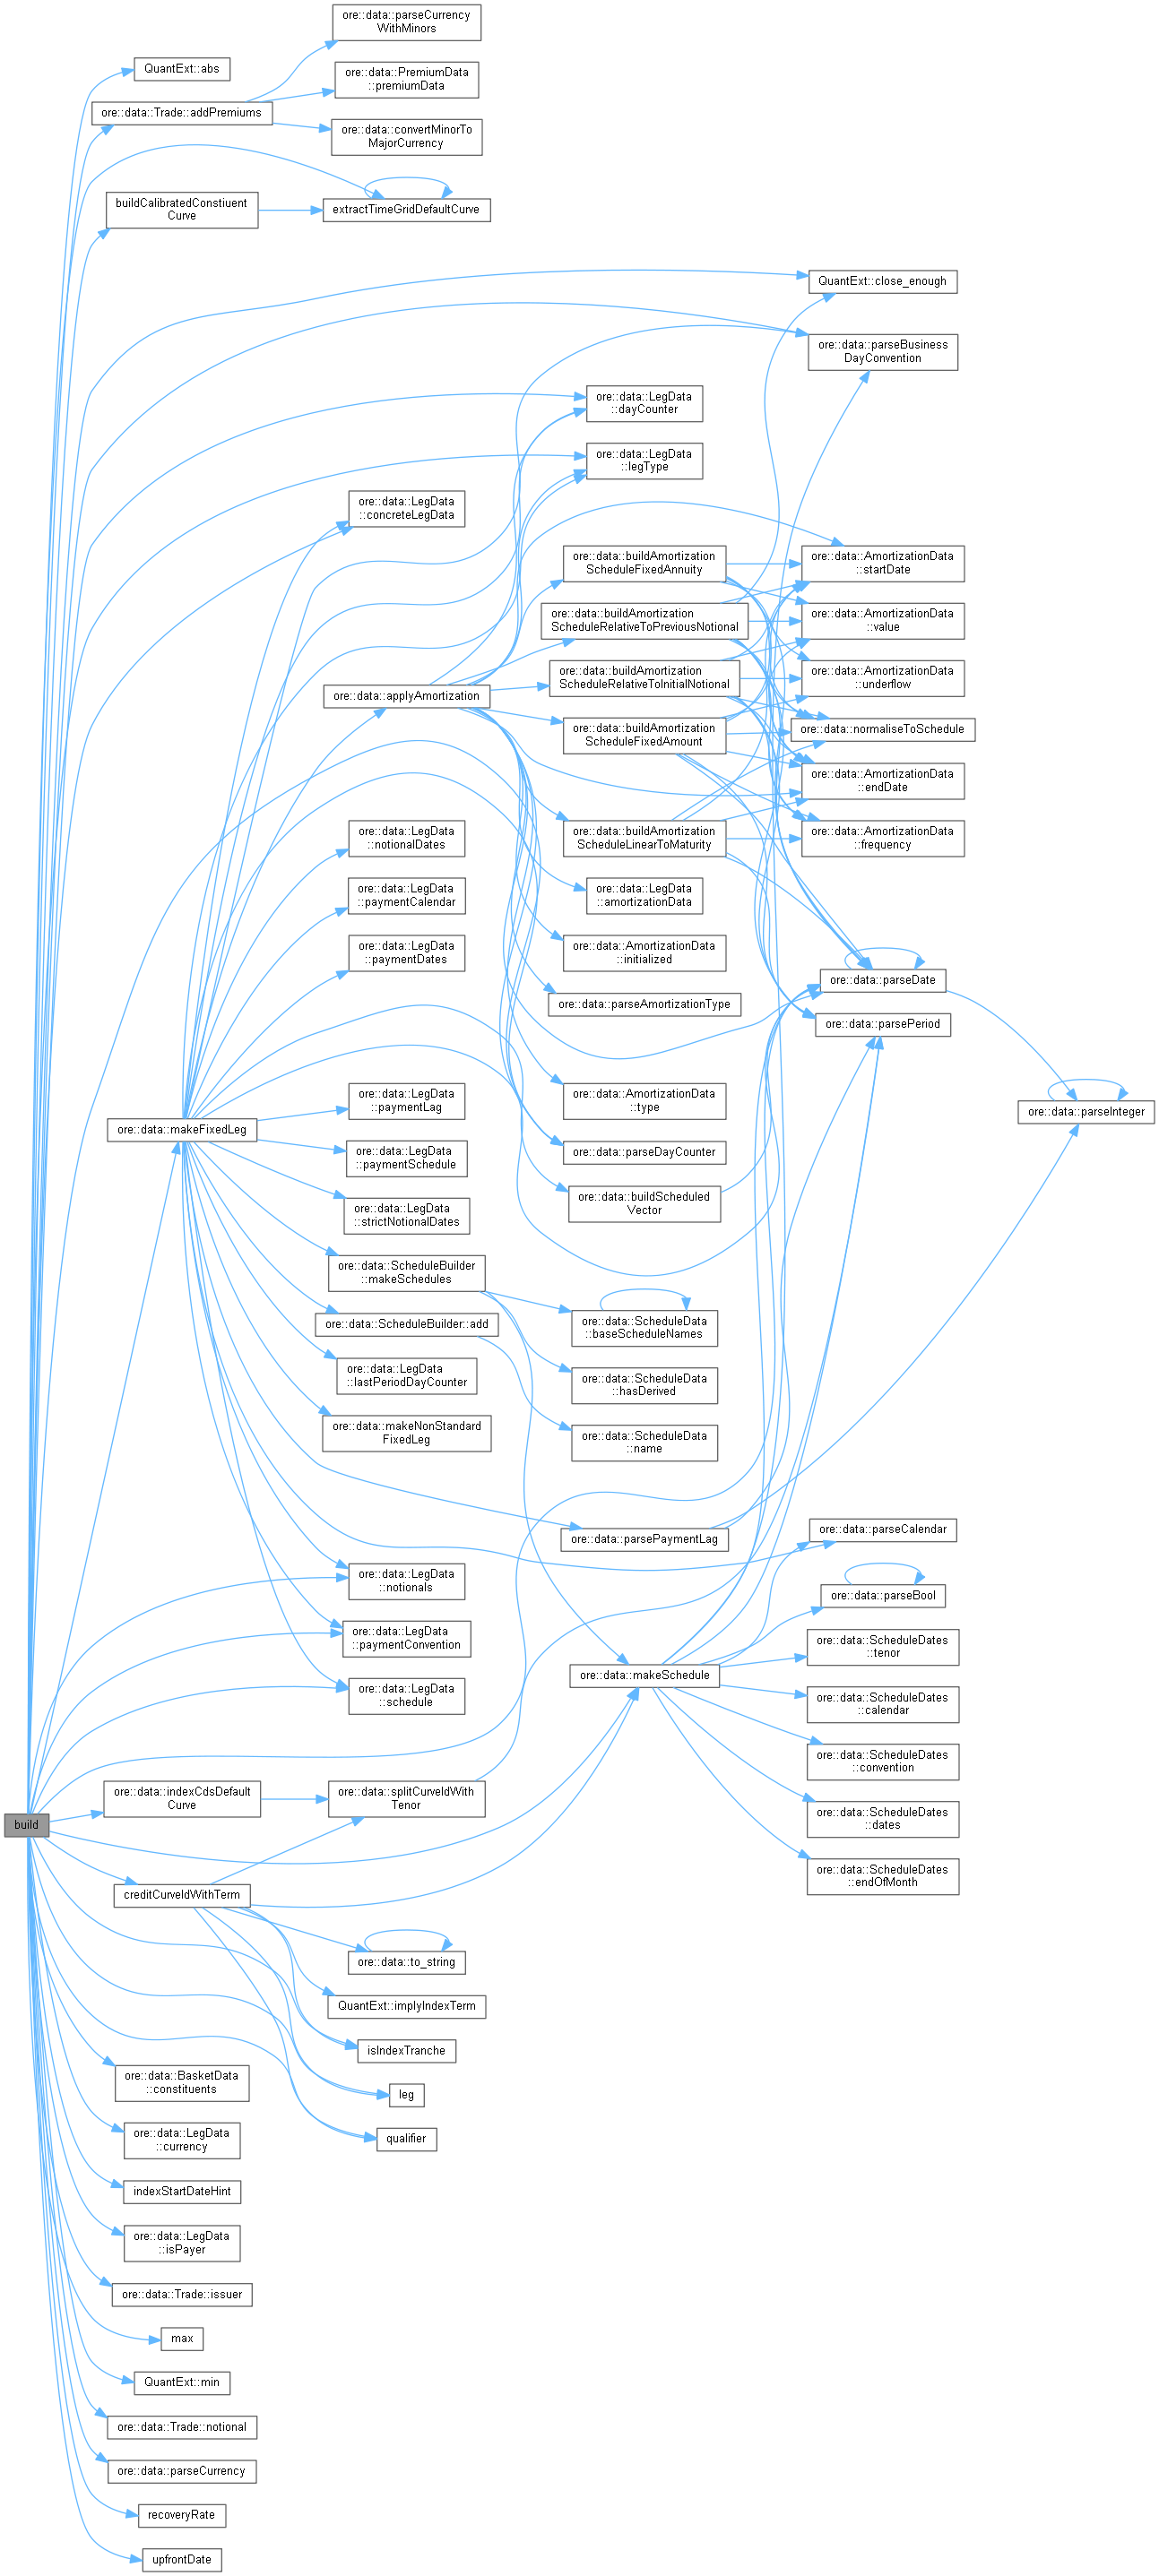 ore::data::parseCurrency
WithMinors
QuantExt::abs
ore::data::PremiumData
::premiumData
ore::data::Trade::addPremiums
ore::data::convertMinorTo
MajorCurrency
buildCalibratedConstiuent
Curve
extractTimeGridDefaultCurve
QuantExt::close_enough
ore::data::parseBusiness
DayConvention
ore::data::LegData
::dayCounter
ore::data::LegData
::legType
ore::data::LegData
::concreteLegData
ore::data::buildAmortization
ScheduleFixedAnnuity
ore::data::AmortizationData
::startDate
ore::data::buildAmortization
ScheduleRelativeToPreviousNotional
ore::data::AmortizationData
::value
ore::data::buildAmortization
ScheduleRelativeToInitialNotional
ore::data::AmortizationData
::underflow
ore::data::applyAmortization
ore::data::buildAmortization
ScheduleFixedAmount
ore::data::normaliseToSchedule
ore::data::AmortizationData
::endDate
ore::data::LegData
::notionalDates
ore::data::buildAmortization
ScheduleLinearToMaturity
ore::data::AmortizationData
::frequency
ore::data::LegData
::paymentCalendar
ore::data::LegData
::amortizationData
ore::data::LegData
::paymentDates
ore::data::AmortizationData
::initialized
ore::data::parseDate
ore::data::parseAmortizationType
ore::data::parsePeriod
ore::data::LegData
::paymentLag
ore::data::AmortizationData
::type
ore::data::parseInteger
ore::data::makeFixedLeg
ore::data::LegData
::paymentSchedule
ore::data::parseDayCounter
ore::data::LegData
::strictNotionalDates
ore::data::buildScheduled
Vector
ore::data::ScheduleBuilder
::makeSchedules
ore::data::ScheduleBuilder::add
ore::data::ScheduleData
::baseScheduleNames
ore::data::LegData
::lastPeriodDayCounter
ore::data::ScheduleData
::hasDerived
ore::data::makeNonStandard
FixedLeg
ore::data::ScheduleData
::name
ore::data::parsePaymentLag
ore::data::parseCalendar
ore::data::LegData
::notionals
ore::data::parseBool
ore::data::LegData
::paymentConvention
ore::data::ScheduleDates
::tenor
ore::data::makeSchedule
ore::data::LegData
::schedule
ore::data::ScheduleDates
::calendar
ore::data::ScheduleDates
::convention
ore::data::indexCdsDefault
Curve
ore::data::splitCurveIdWith
Tenor
ore::data::ScheduleDates
::dates
build
ore::data::ScheduleDates
::endOfMonth
creditCurveIdWithTerm
ore::data::to_string
QuantExt::implyIndexTerm
isIndexTranche
ore::data::BasketData
::constituents
leg
ore::data::LegData
::currency
qualifier
indexStartDateHint
ore::data::LegData
::isPayer
ore::data::Trade::issuer
max
QuantExt::min
ore::data::Trade::notional
ore::data::parseCurrency
recoveryRate
upfrontDate